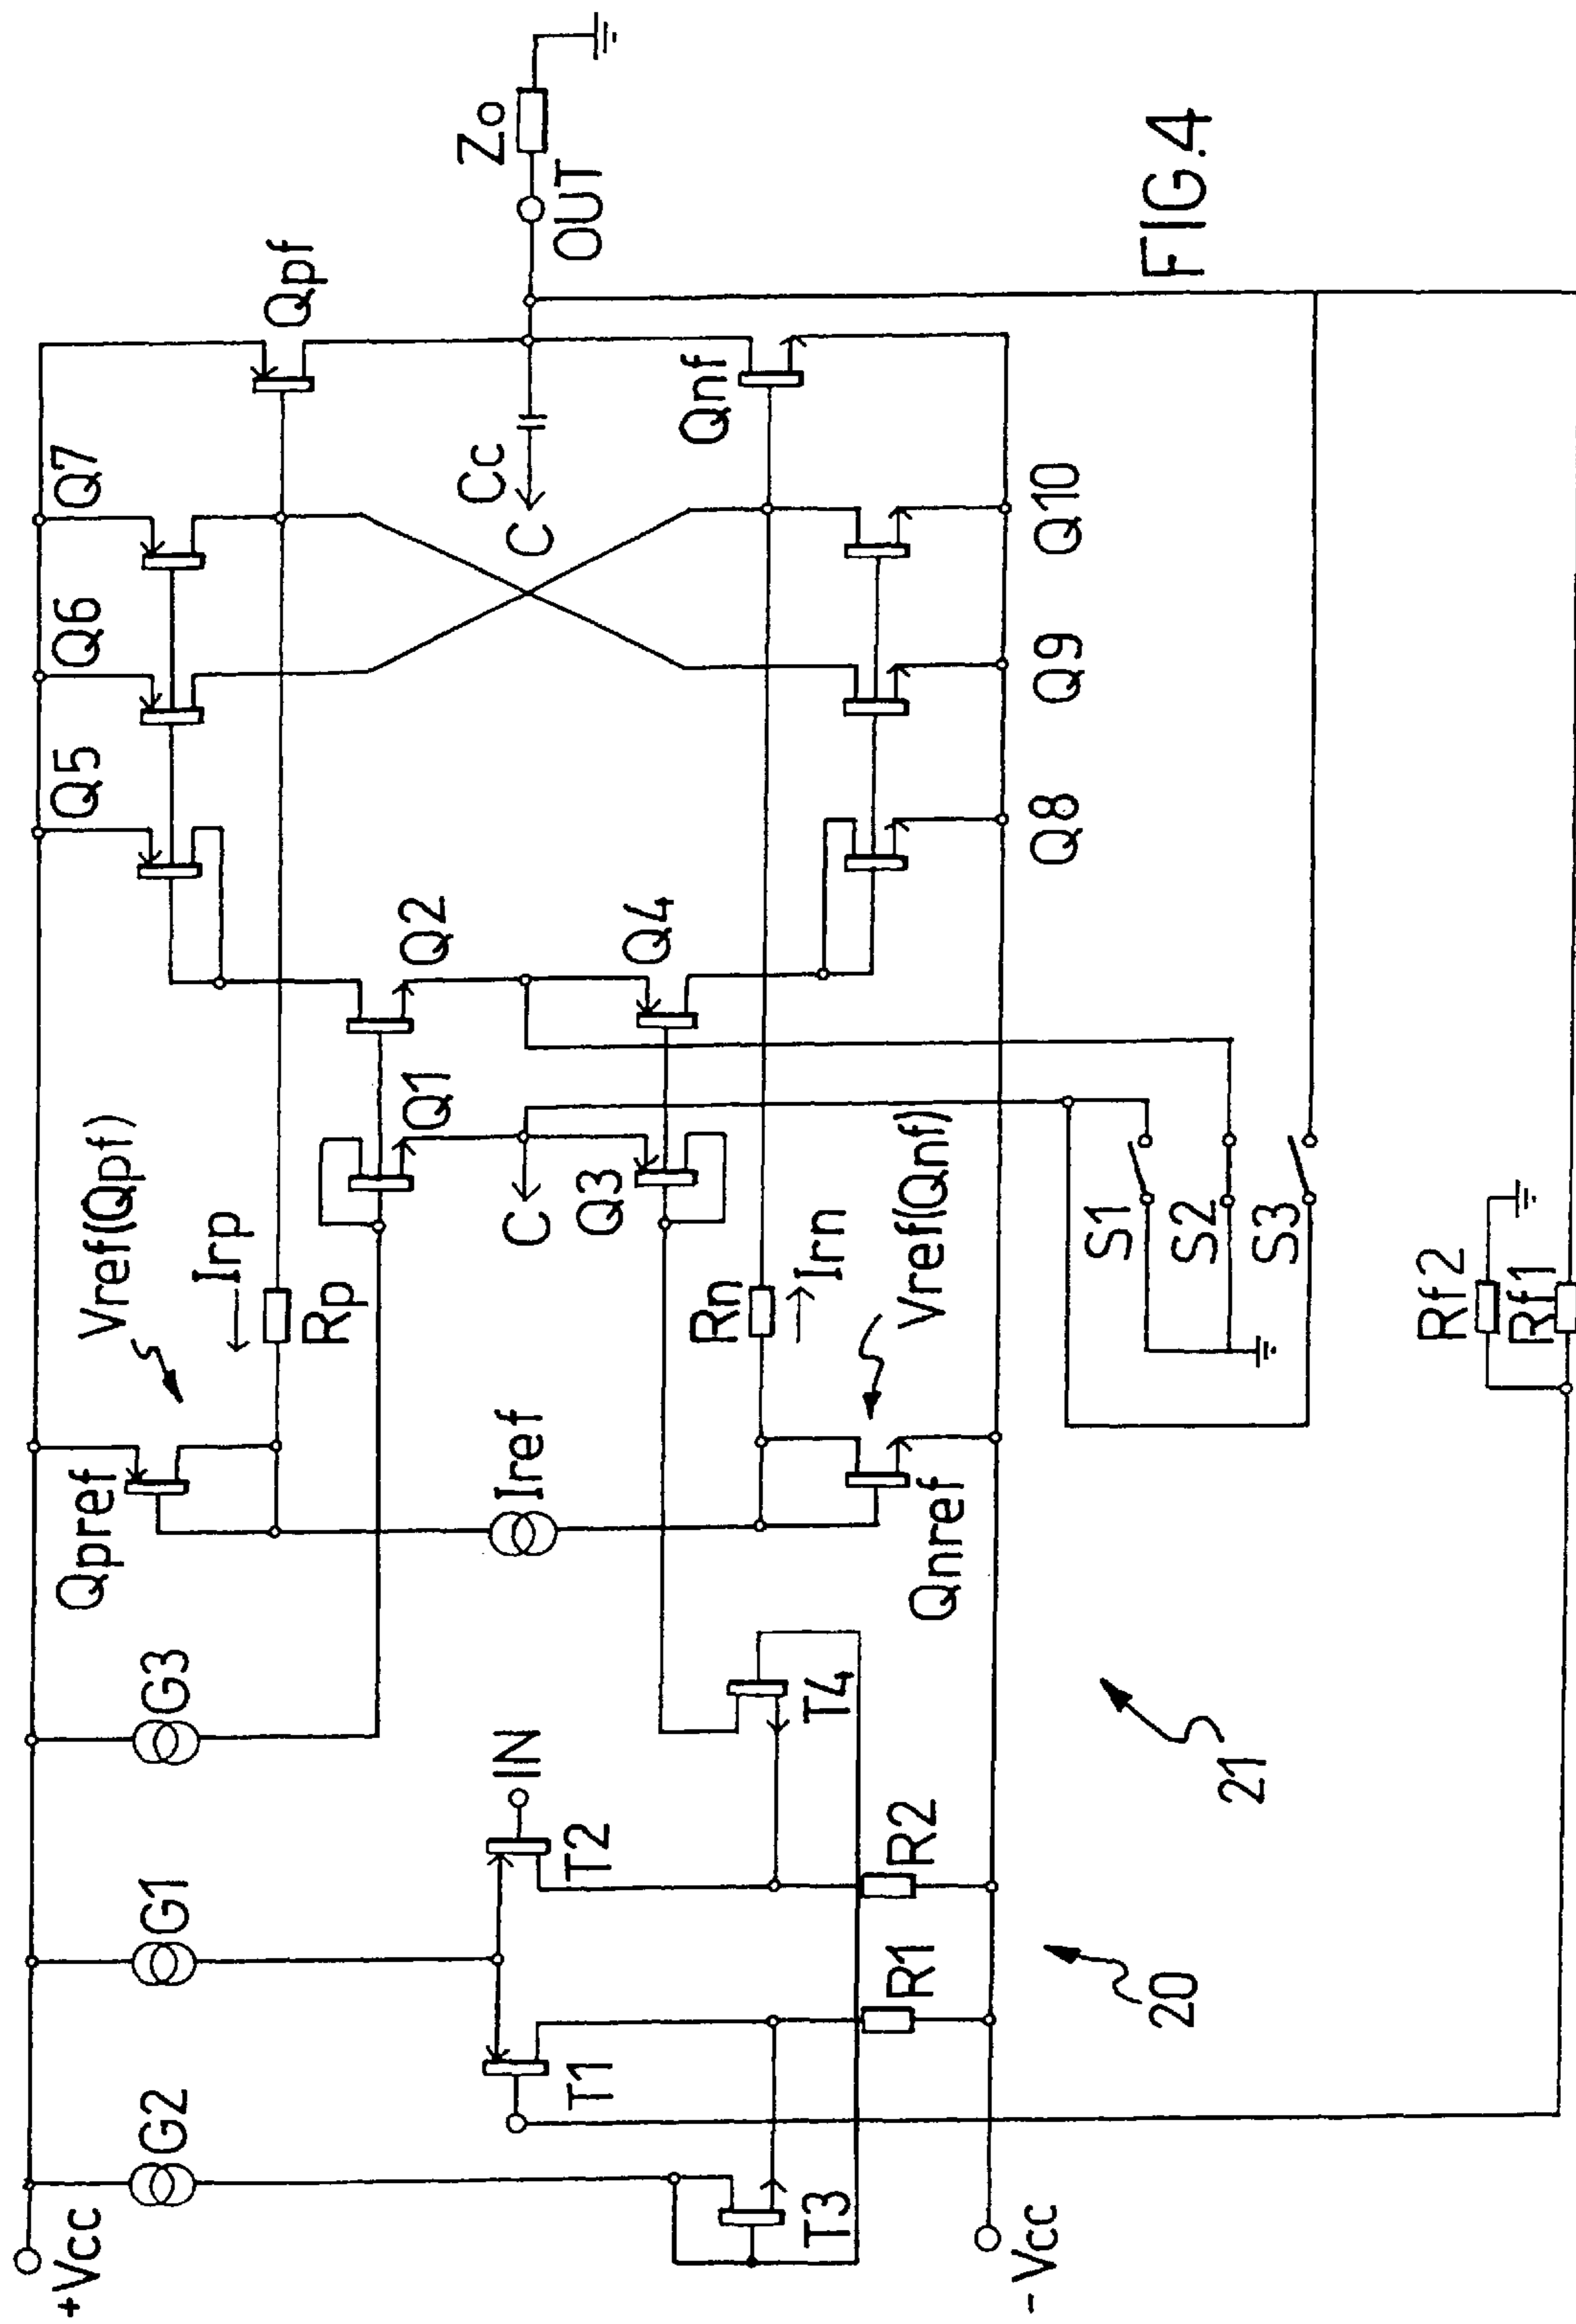 +Vcc
G2
G1
G3
Qpref
Vref(Qpf)
Irp
Rp
Q5
Q6
Q7
Qpf
Q1
Q2
IN
T1
T2
Iref
C
Q3
Q4
Cc
C
Zo
OUT
T3
T4
R1
R2
Rn
Irn
Qnref
Vref(Qnf)
Qnf
Q8
Q9
Q10
-Vcc
20
21
S1
S2
S3
Rf2
Rf1
FIG.4